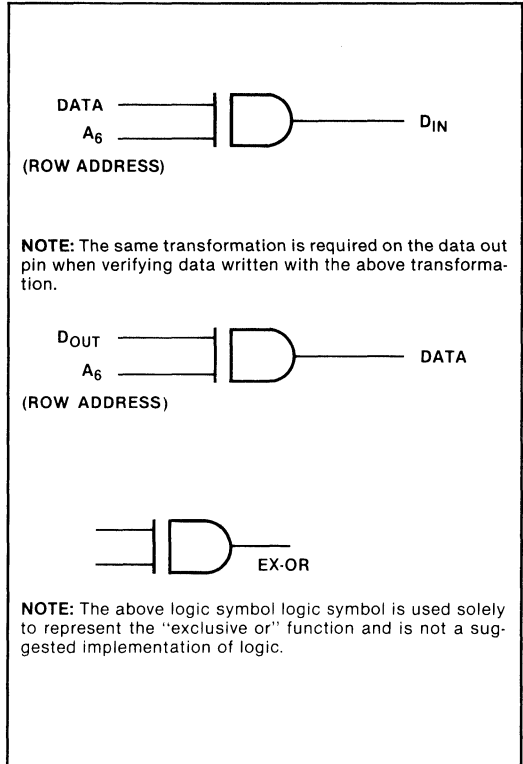 DATA
A6
(ROW ADDRESS)
DIN
NOTE: The same transformation is required on the data out
pin when verifying data written with the above transforma-
tion.
DOUT
A6
(ROW ADDRESS)
DATA
EX-OR
NOTE: The above logic symbol logic symbol is used solely
to represent the "exclusive or" function and is not a sug-
gested implementation of logic.